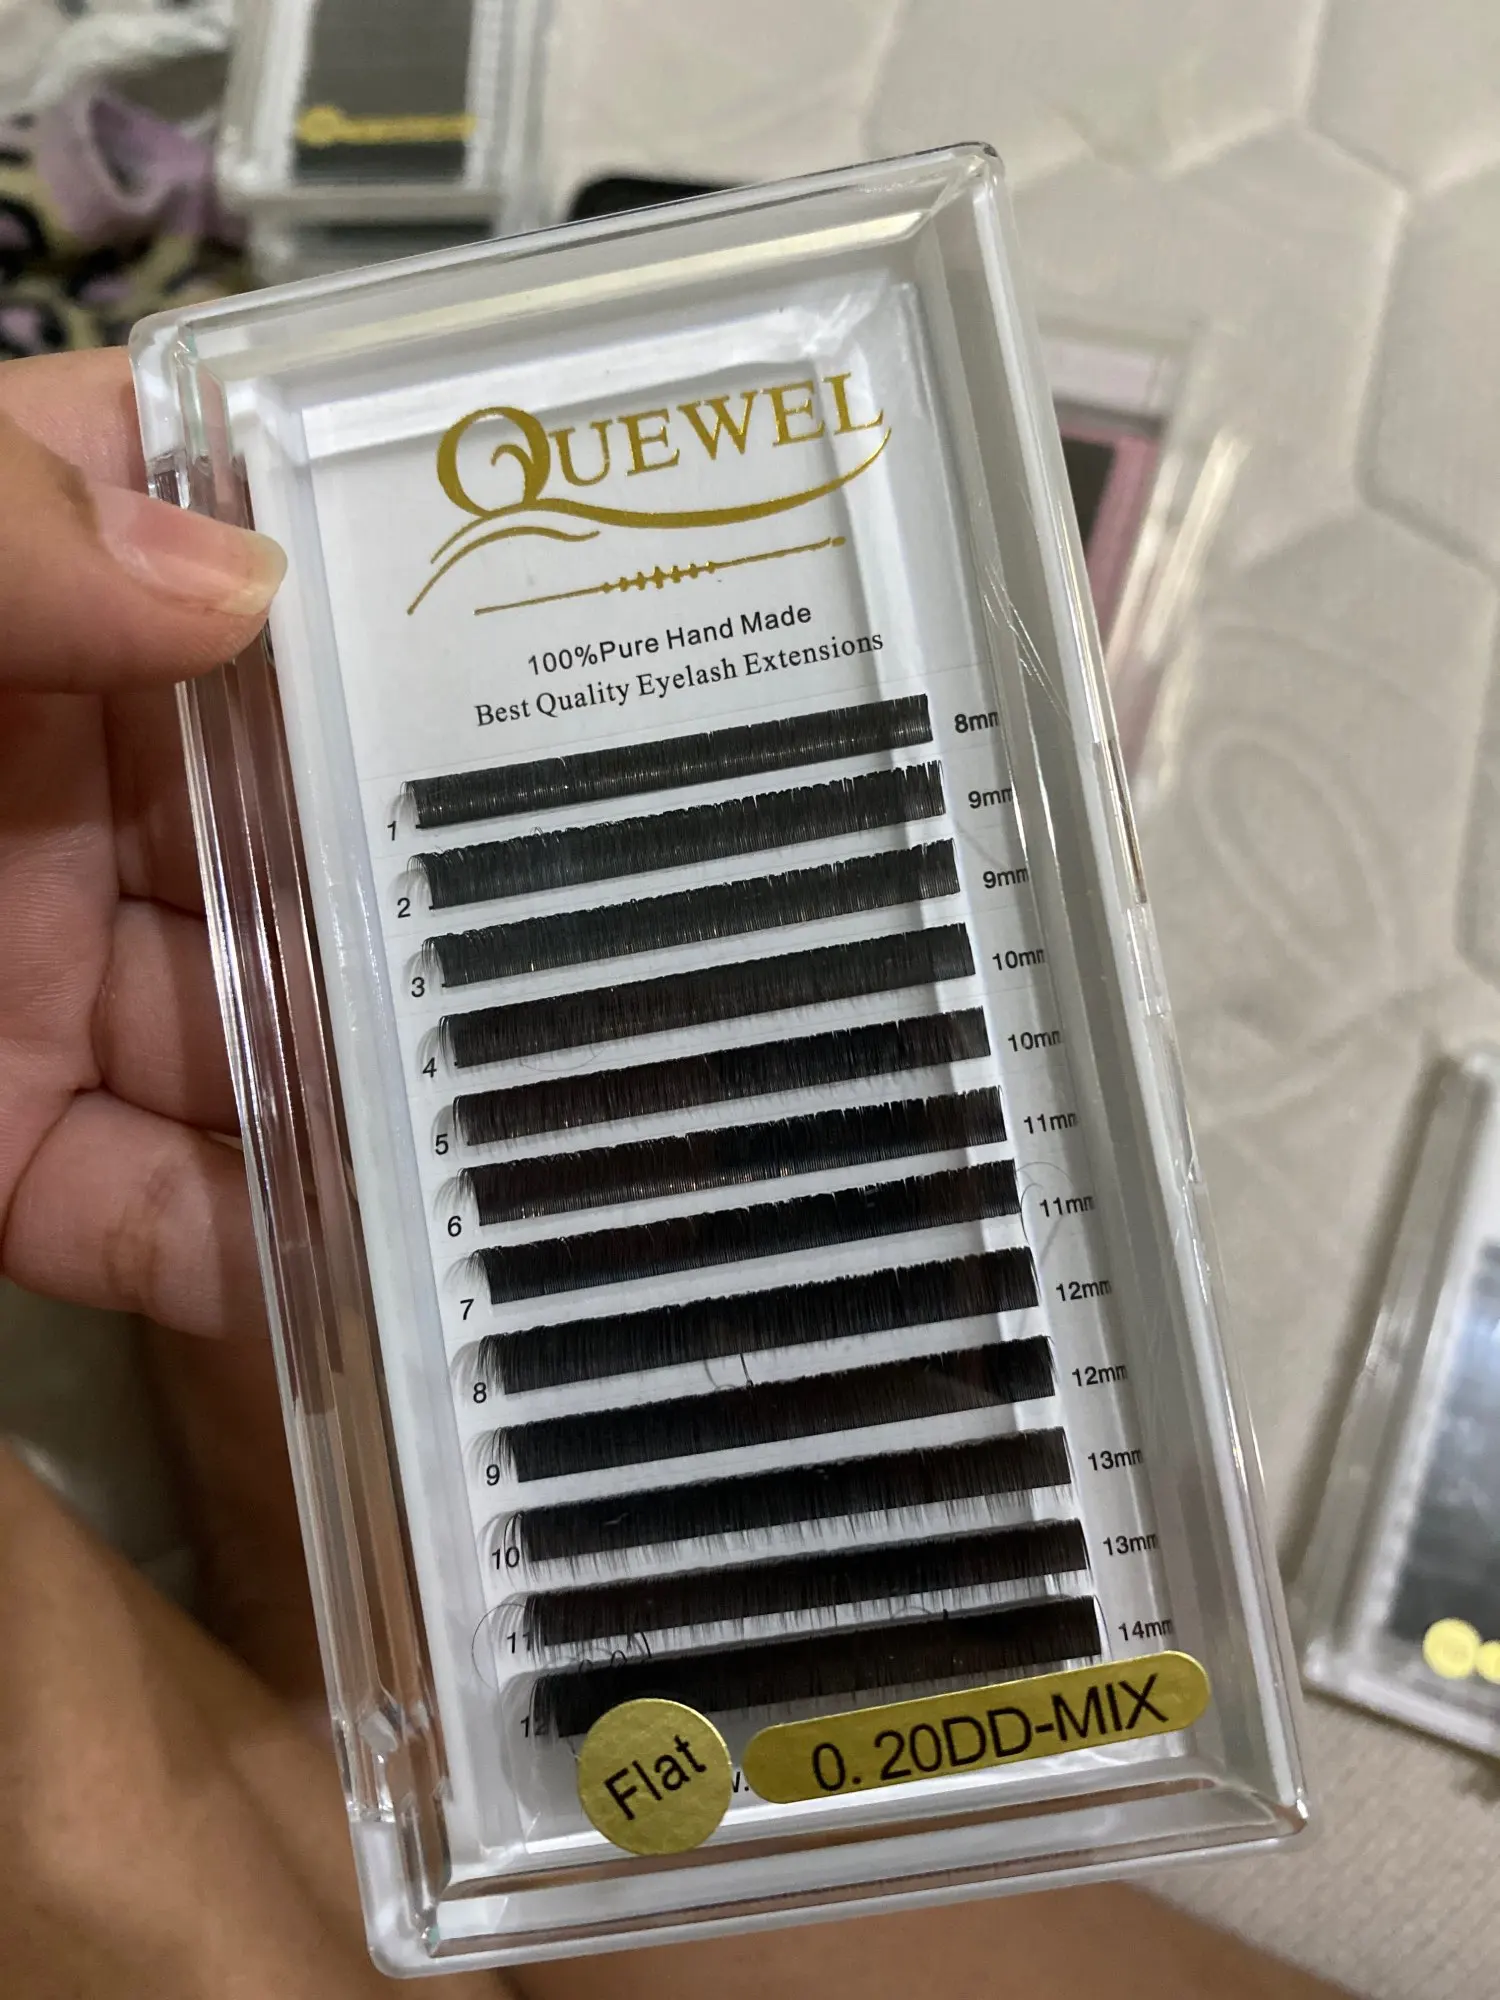 QUEWEL
100%Pure Hand Made
Best Quality Eyelash Extensions
1 8mm
2 9mm
3 9mm
4 10mm
5 10mm
6 11mm
7 11mm
8 12mm
9 12mm
10 13mm
11 13mm
12 14mm
Flat
0.20DD-MIX